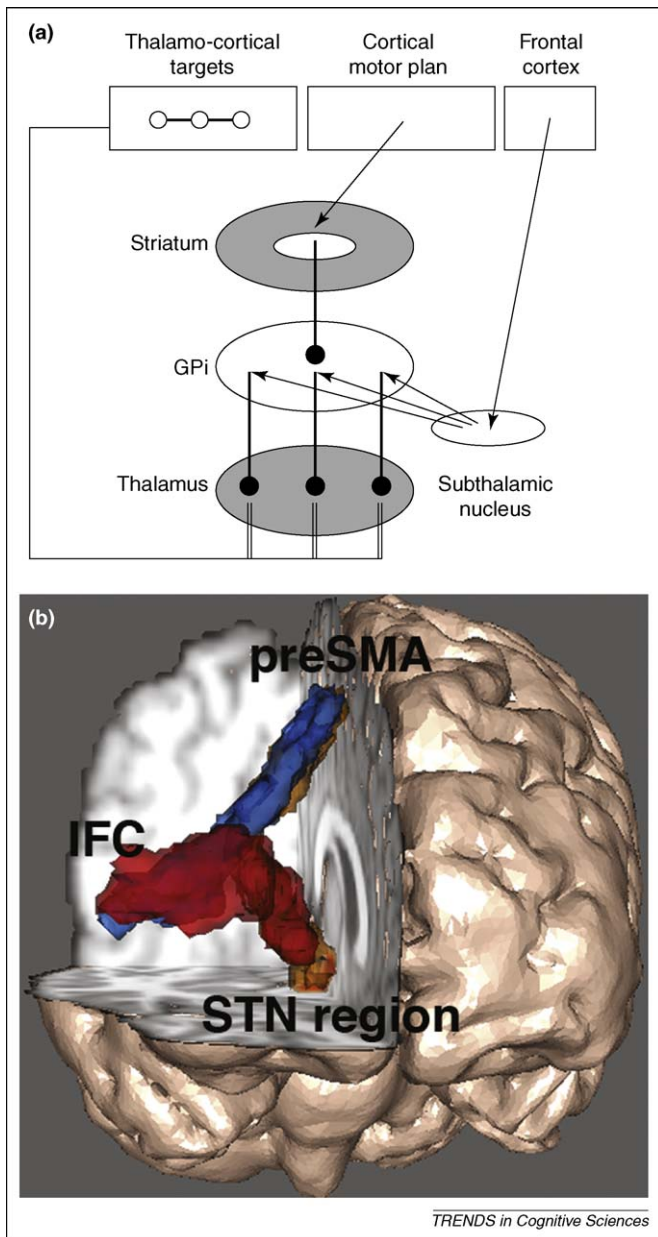 (a)
Thalamo-cortical
targets
Cortical
motor plan
Frontal
cortex
Striatum
GPi
Thalamus
Subthalamic
nucleus
(b)
preSMA
IFC
STN region
TRENDS in Cognitive Sciences